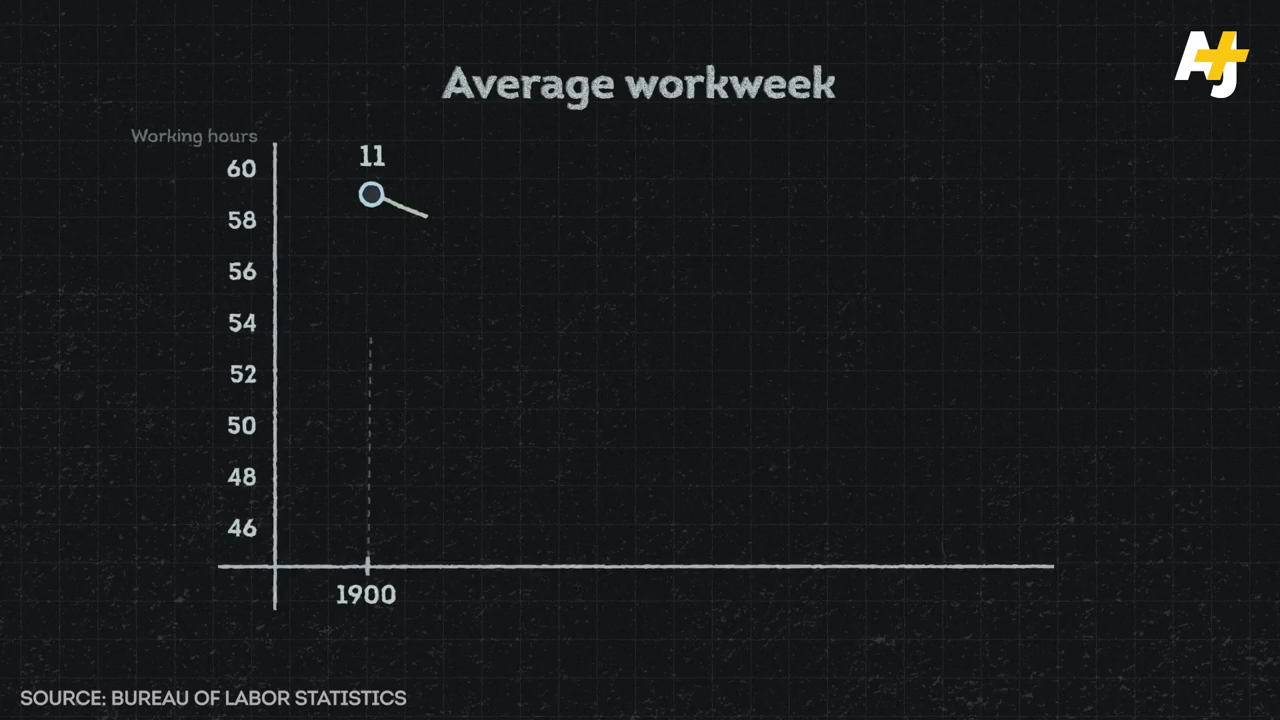 AJ+
Average workweek
Working hours
60
11
58
56
54
52
50
48
46
1900
SOURCE: BUREAU OF LABOR STATISTICS